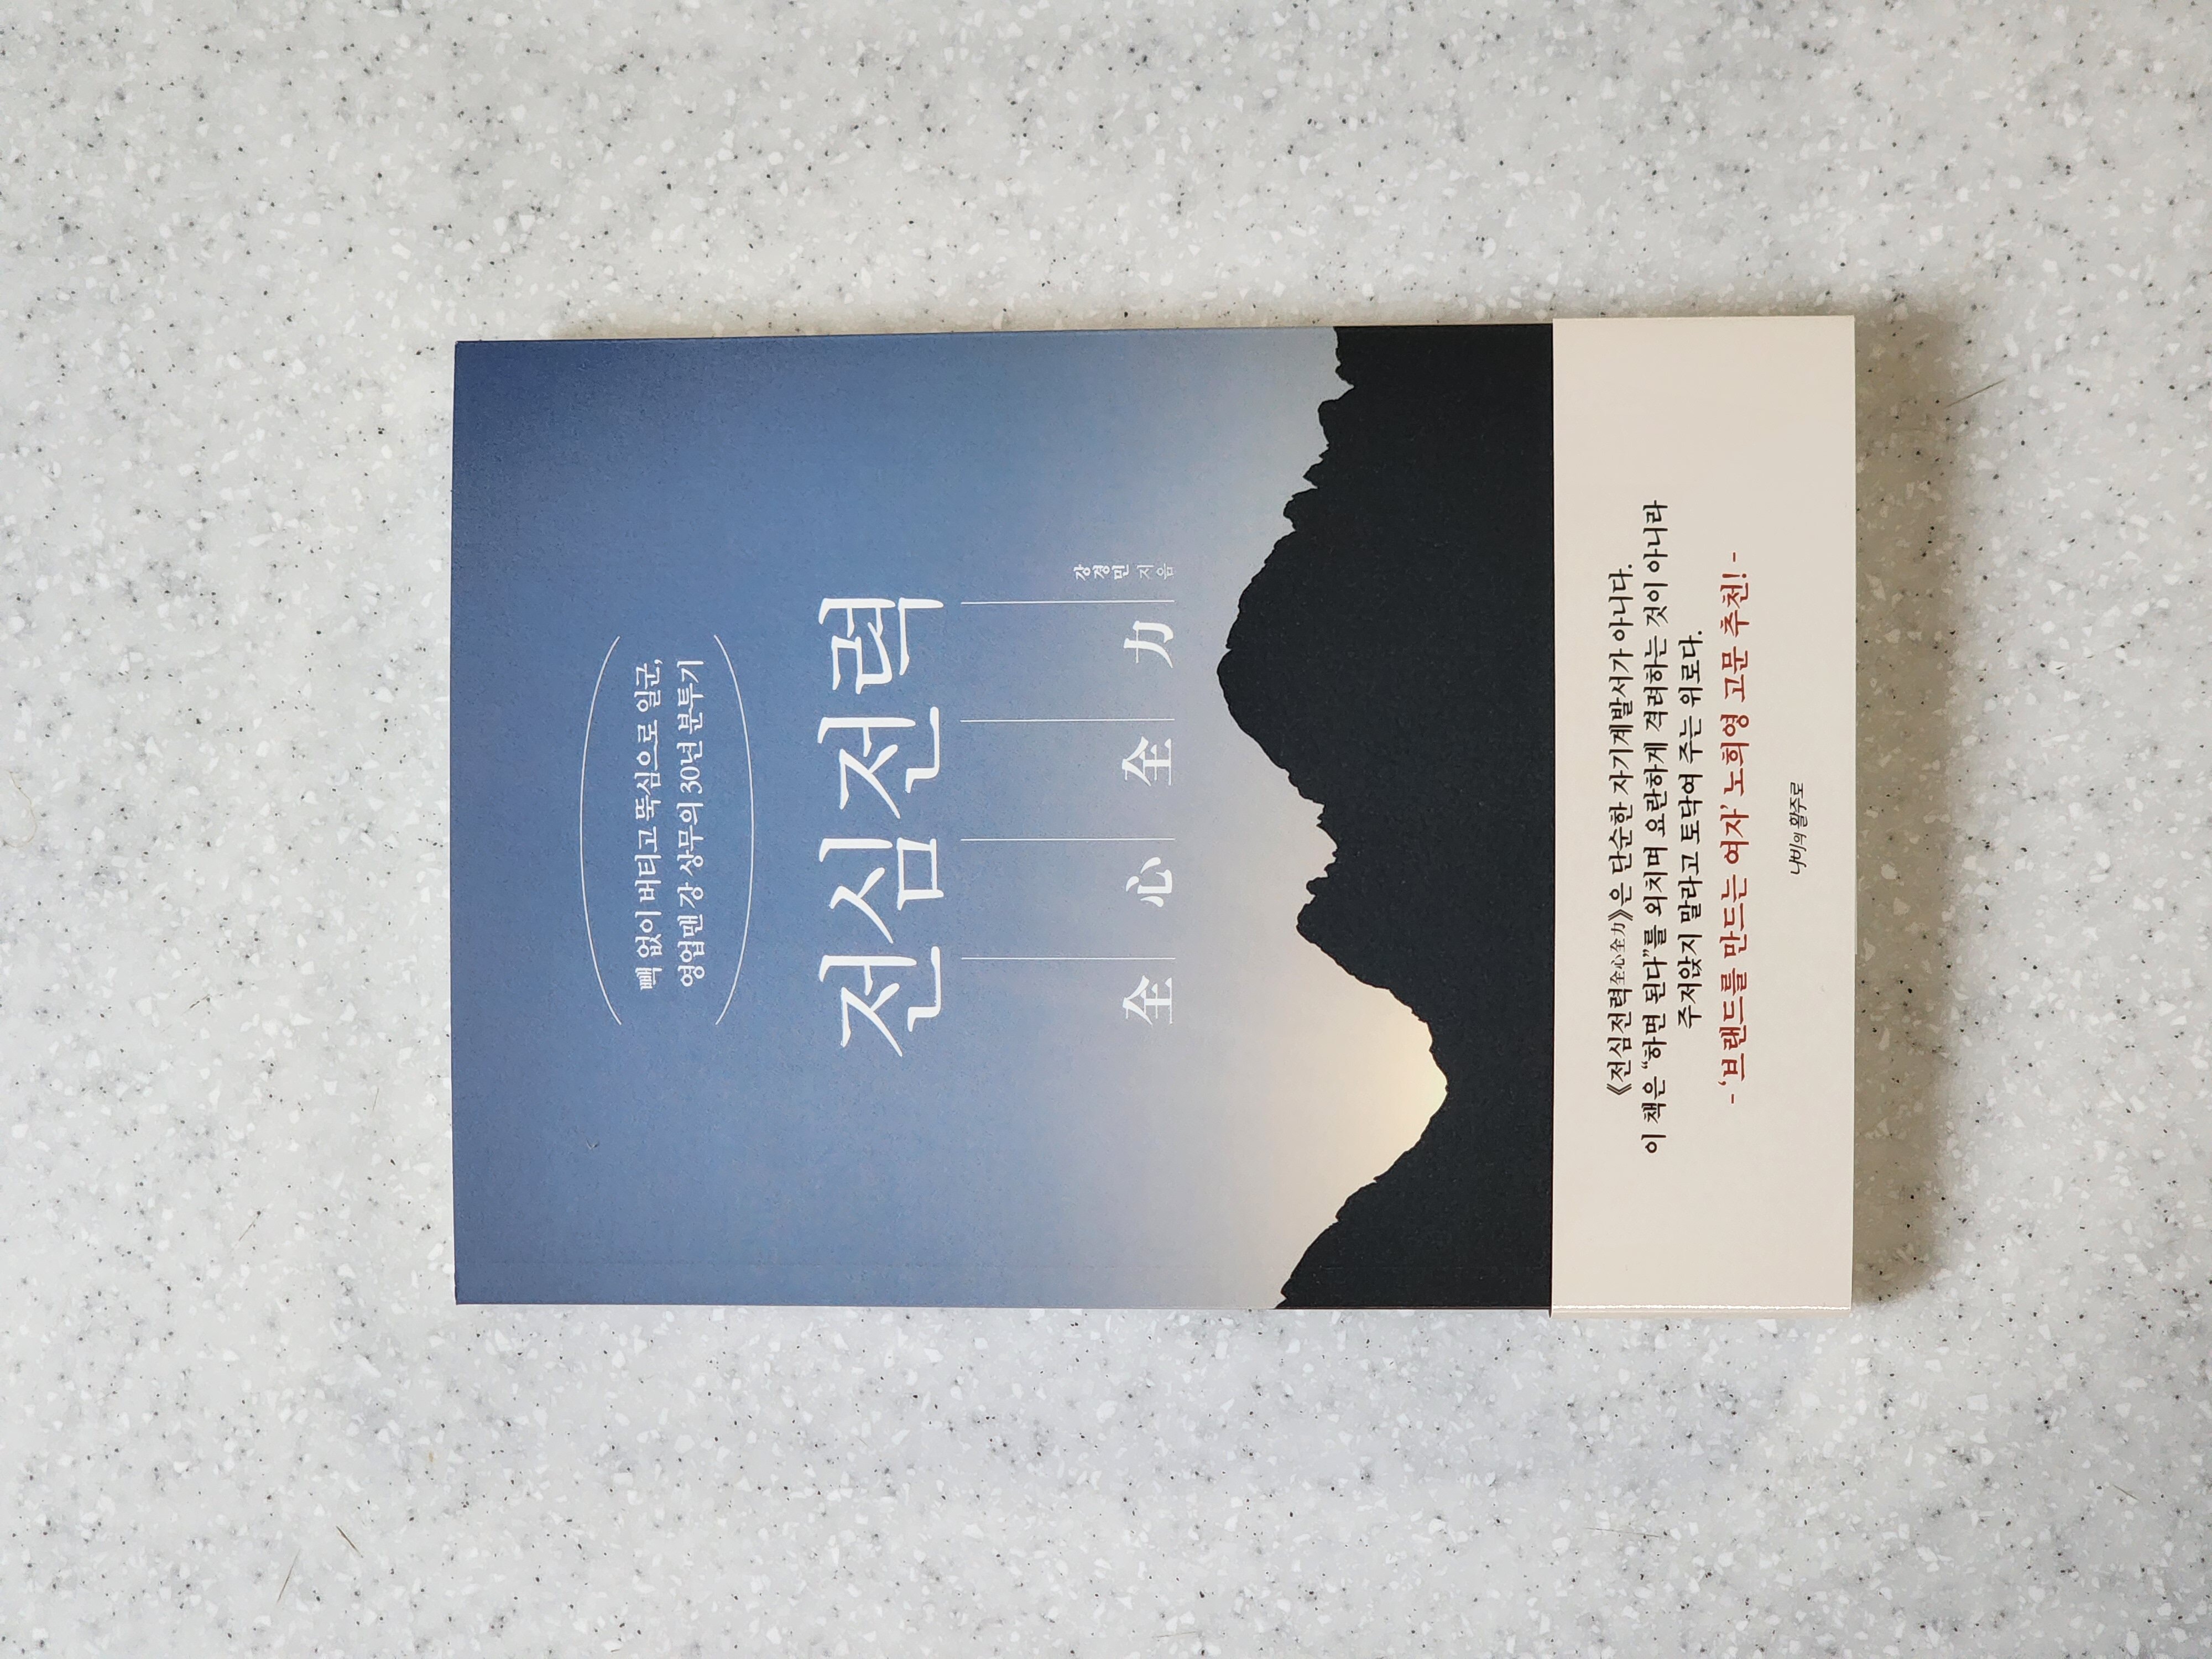 빽 없이 버티고 뚝심으로 일군,
영업맨 강 상무의 30년 분투기
전심전력
全心全力
강경민 지음
《전심전력全心全力》은 단순한 자기계발서가 아니다.
이 책은 “하면 된다”를 외치며 요란하게 격려하는 것이 아니라
주저앉지 말라고 토닥여 주는 위로다.
- ‘브랜드를 만드는 여자’ 노희영 고문 추천! -
나비의 활주로